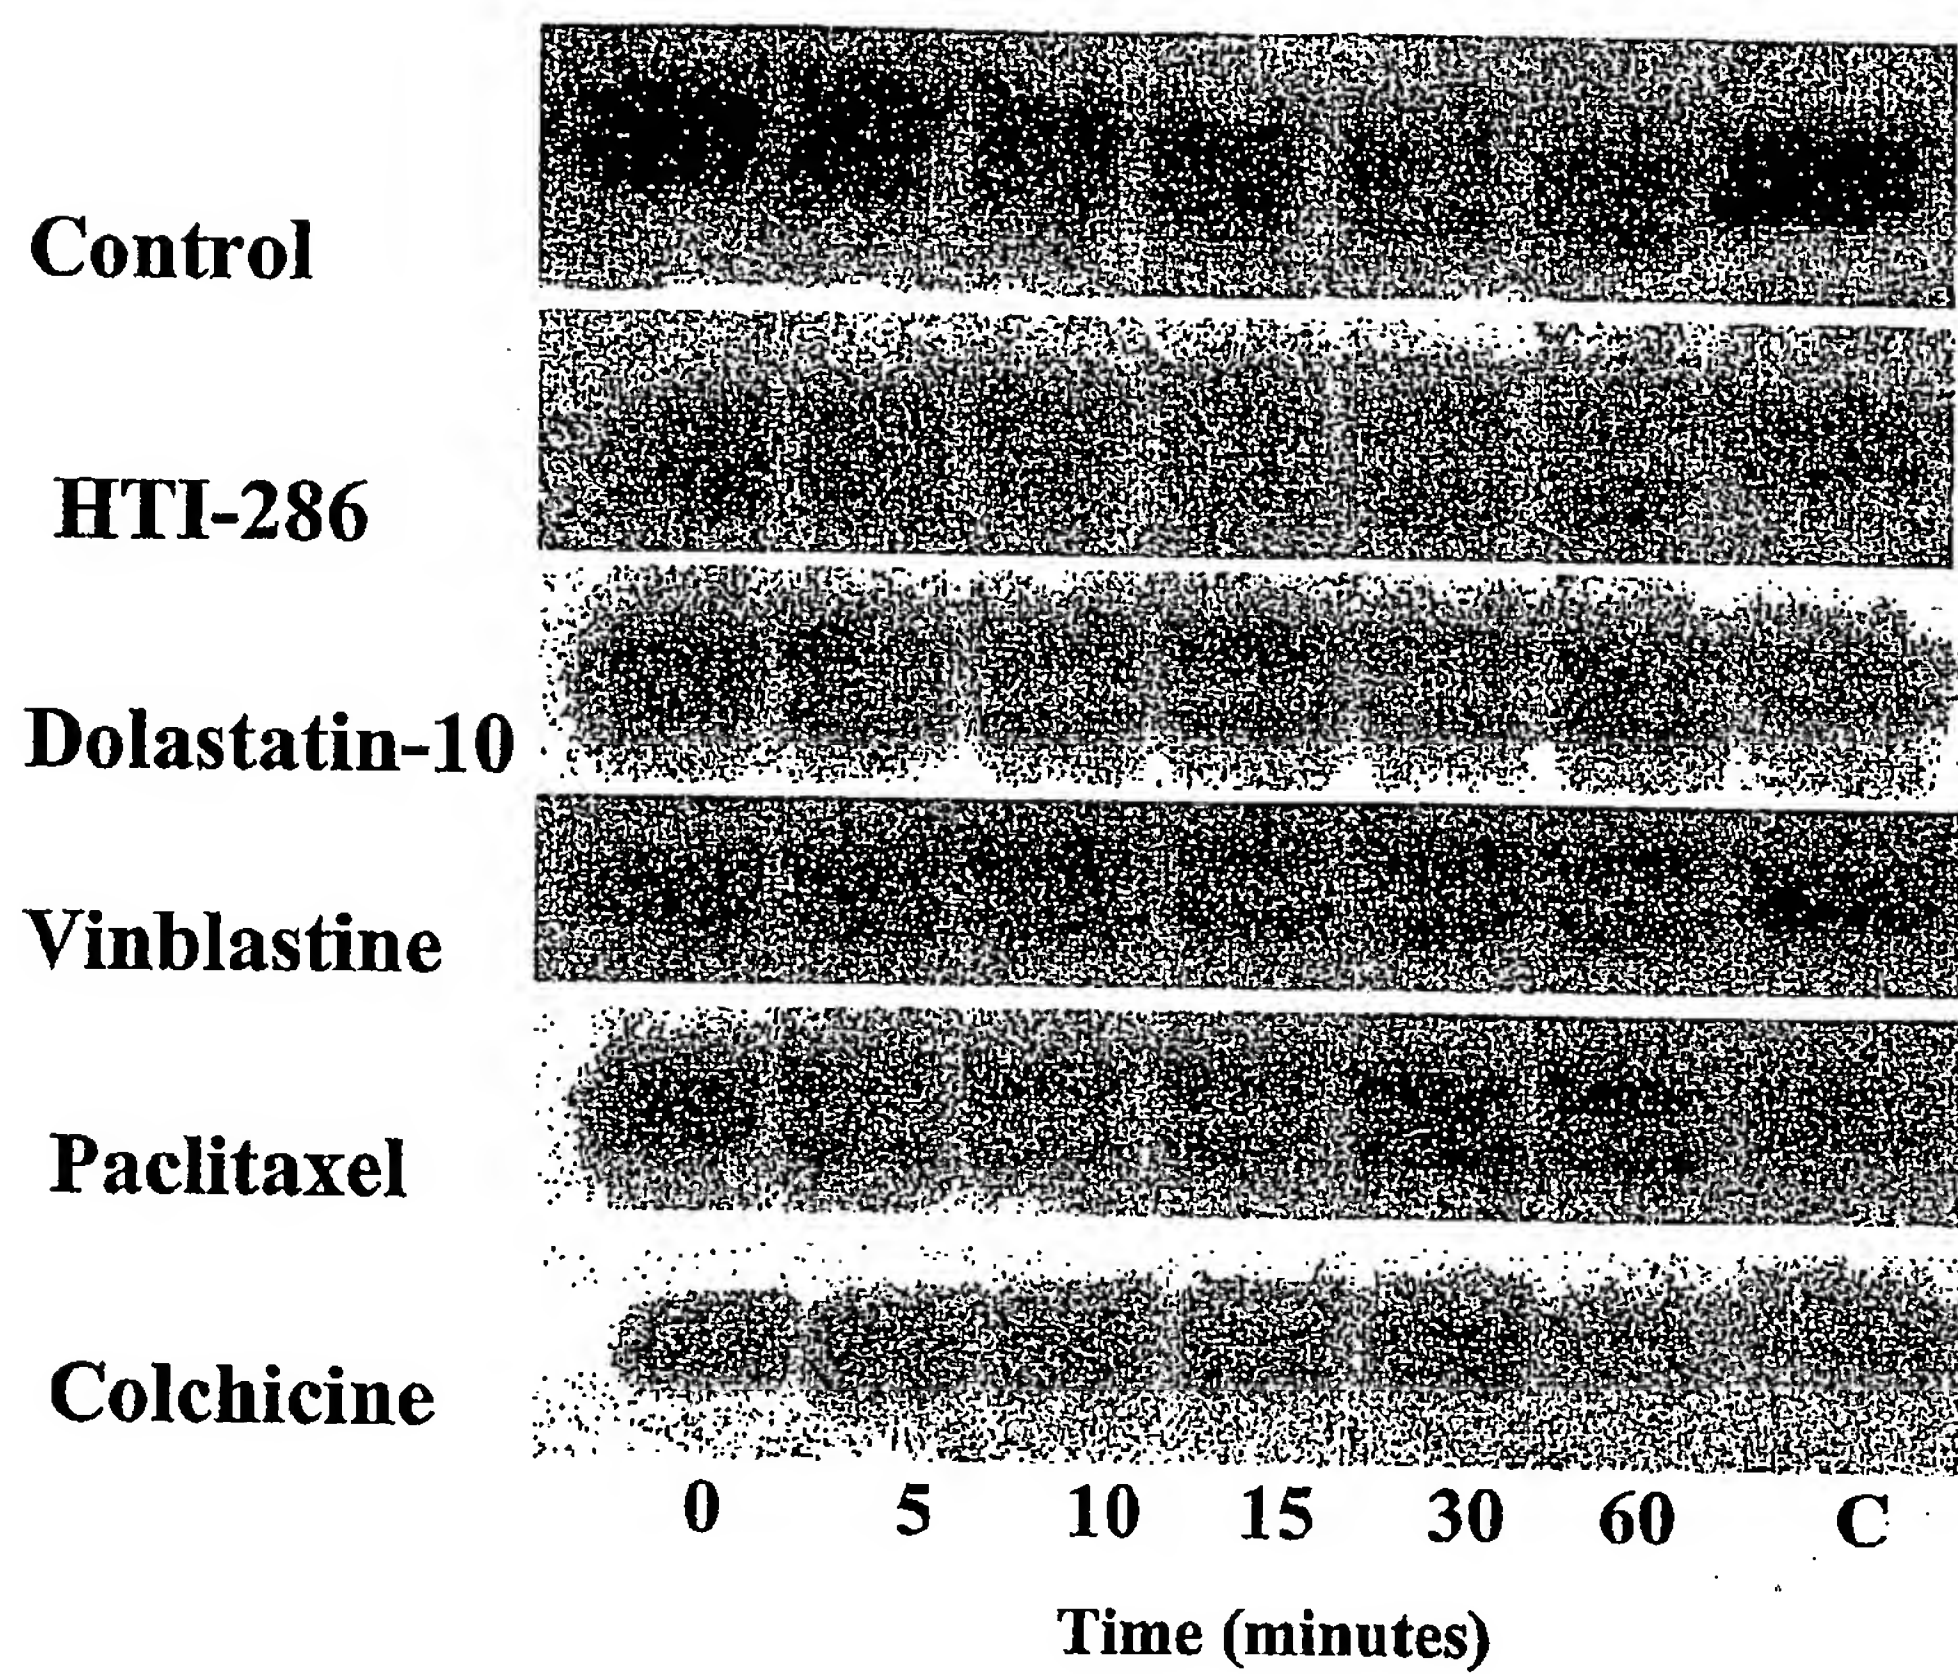 Control
HTI-286
Dolastatin-10
Vinblastine
Paclitaxel
Colchicine
0 5 10 15 30 60 C
Time (minutes)